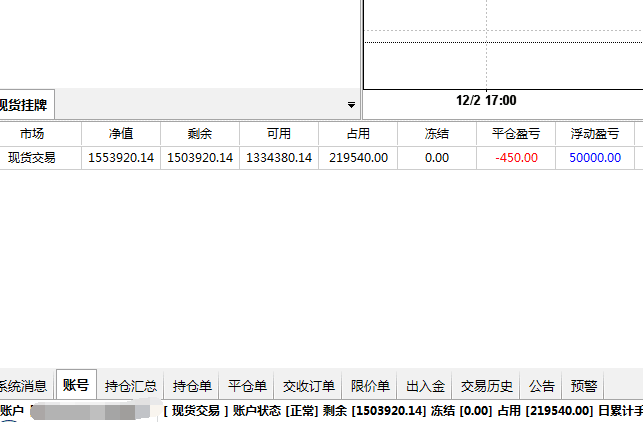 现货挂牌
12/2 17:00
市场 净值 剩余 可用 占用 冻结 平仓盈亏 浮动盈亏
现货交易 1553920.14 1503920.14 1334380.14 219540.00 0.00 -450.00 50000.00
系统消息 账号 持仓汇总 持仓单 平仓单 交收订单 限价单 出入金 交易历史 公告 预警
账户 [ 现货交易 ] 账户状态 [正常] 剩余 [1503920.14] 冻结 [0.00] 占用 [219540.00] 日累计手